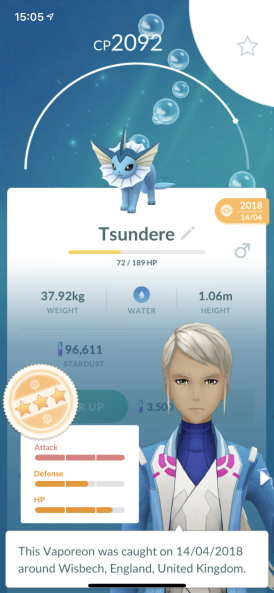 15:05
CP2092
2018
14/04
Tsundere
72 / 189 HP
37.92kg
WEIGHT
WATER
1.06m
HEIGHT
96,611
STARDUST
UP
3,50
Attack
Defense
HP
This Vaporeon was caught on 14/04/2018
around Wisbech, England, United Kingdom.